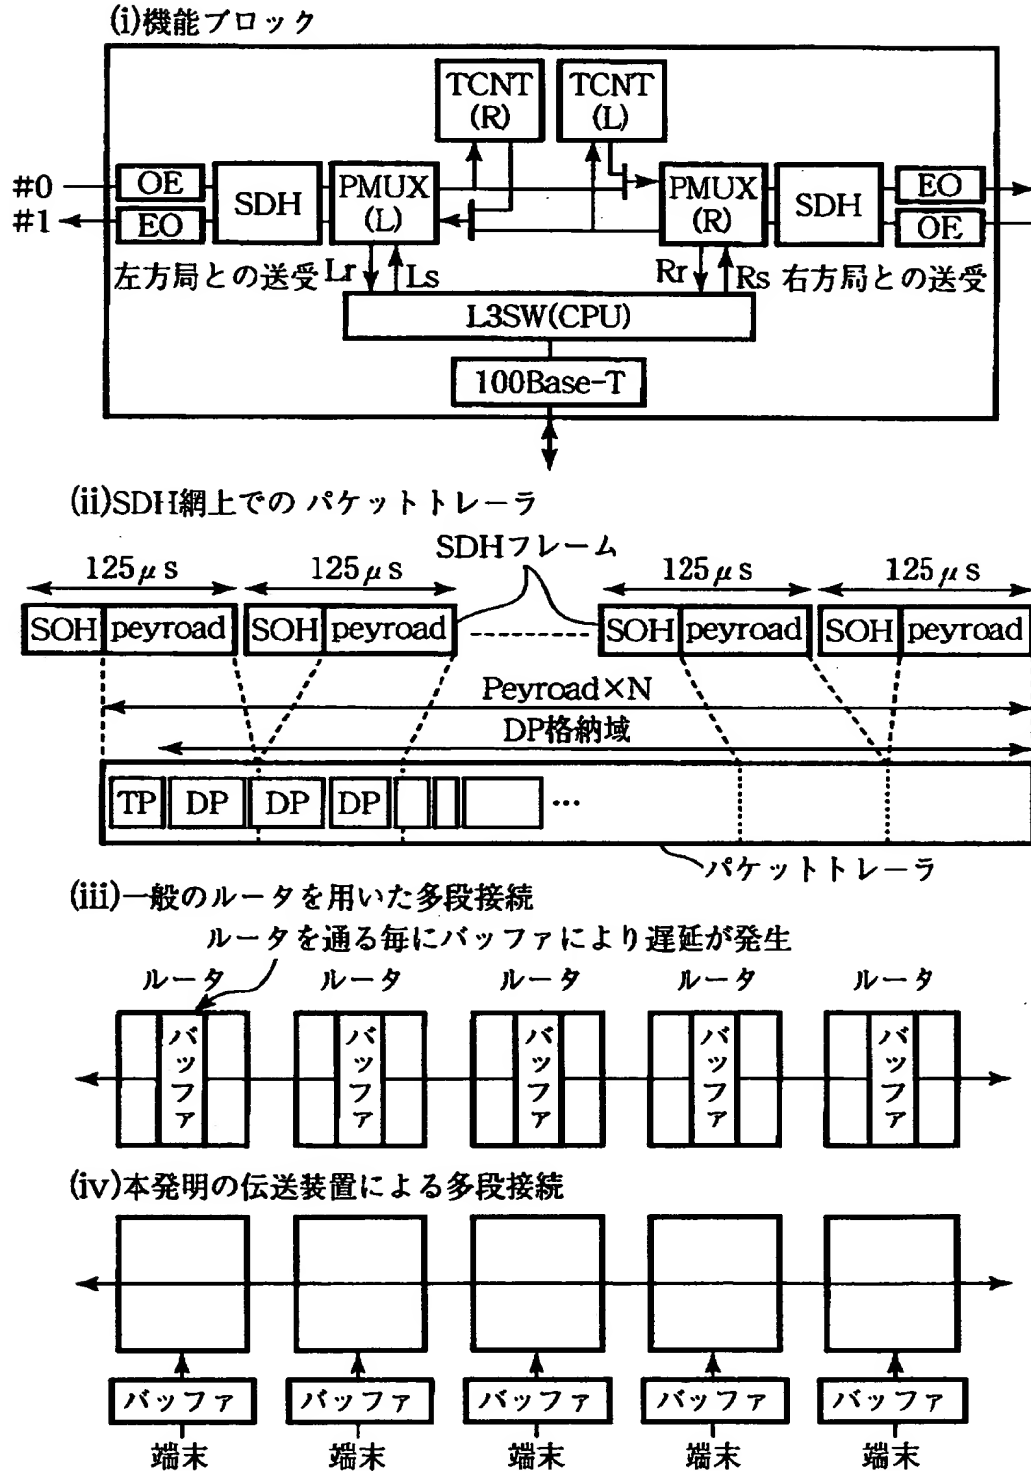 (i)機能ブロック
TCNT
(R)
TCNT
(L)
#0
OE
SDH
PMUX
(L)
PMUX
(R)
SDH
EO
#1
EO
OE
左方局との送受
Lr
Ls
Rr
Rs
右方局との送受
L3SW(CPU)
100Base-T
(ii)SDH網上での パケットトレーラ
SDHフレーム
125μs
125μs
125μs
125μs
SOH
peyroad
SOH
peyroad
SOH
peyroad
SOH
peyroad
Peyroad×N
DP格納域
TP
DP
DP
DP
…
パケットトレーラ
(iii)一般のルータを用いた多段接続
ルータを通る毎にバッファにより遅延が発生
ルータ
ルータ
ルータ
ルータ
ルータ
バッファ
バッファ
バッファ
バッファ
バッファ
(iv)本発明の伝送装置による多段接続
バッファ
バッファ
バッファ
バッファ
バッファ
端末
端末
端末
端末
端末